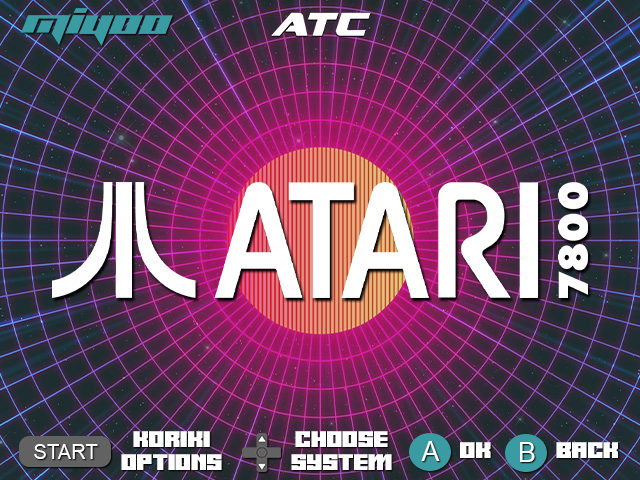 miyoo
ATC
ATARI 7800
START
KORIKI
OPTIONS
CHOOSE
SYSTEM
A
OK
B
BACK